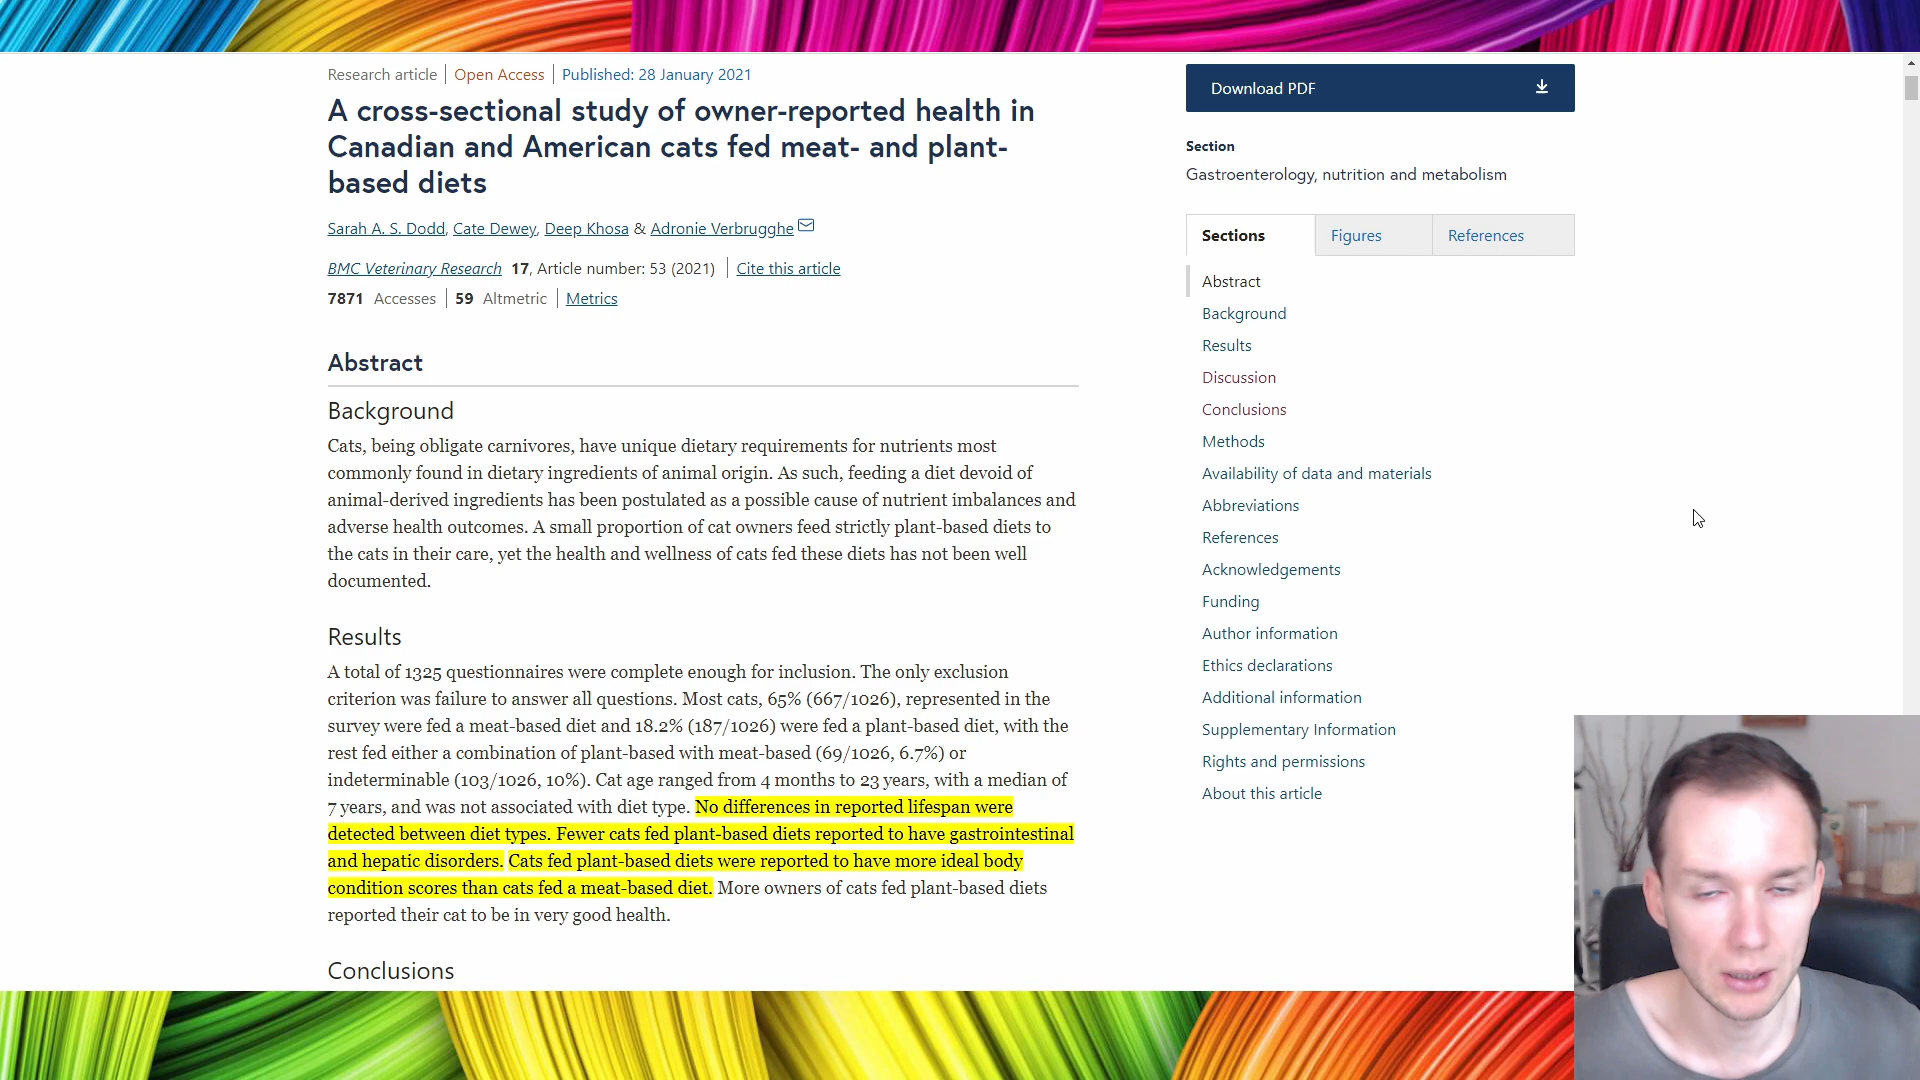 Research article | Open Access | Published: 28 January 2021
A cross-sectional study of owner-reported health in
Canadian and American cats fed meat- and plant-
based diets
Sarah A. S. Dodd, Cate Dewey, Deep Khosa & Adronie Verbrugghe
BMC Veterinary Research 17, Article number: 53 (2021) | Cite this article
7871 Accesses | 59 Altmetric | Metrics
Abstract
Background
Cats, being obligate carnivores, have unique dietary requirements for nutrients most
commonly found in dietary ingredients of animal origin. As such, feeding a diet devoid of
animal-derived ingredients has been postulated as a possible cause of nutrient imbalances and
adverse health outcomes. A small proportion of cat owners feed strictly plant-based diets to
the cats in their care, yet the health and wellness of cats fed these diets has not been well
documented.
Results
A total of 1325 questionnaires were complete enough for inclusion. The only exclusion
criterion was failure to answer all questions. Most cats, 65% (667/1026), represented in the
survey were fed a meat-based diet and 18.2% (187/1026) were fed a plant-based diet, with the
rest fed either a combination of plant-based with meat-based (69/1026, 6.7%) or
indeterminable (103/1026, 10%). Cat age ranged from 4 months to 23 years, with a median of
7 years, and was not associated with diet type. No differences in reported lifespan were
detected between diet types. Fewer cats fed plant-based diets reported to have gastrointestinal
and hepatic disorders. Cats fed plant-based diets were reported to have more ideal body
condition scores than cats fed a meat-based diet. More owners of cats fed plant-based diets
reported their cat to be in very good health.
Conclusions
Download PDF
Section
Gastroenterology, nutrition and metabolism
Sections Figures References
Abstract
Background
Results
Discussion
Conclusions
Methods
Availability of data and materials
Abbreviations
References
Acknowledgements
Funding
Author information
Ethics declarations
Additional information
Supplementary Information
Rights and permissions
About this article